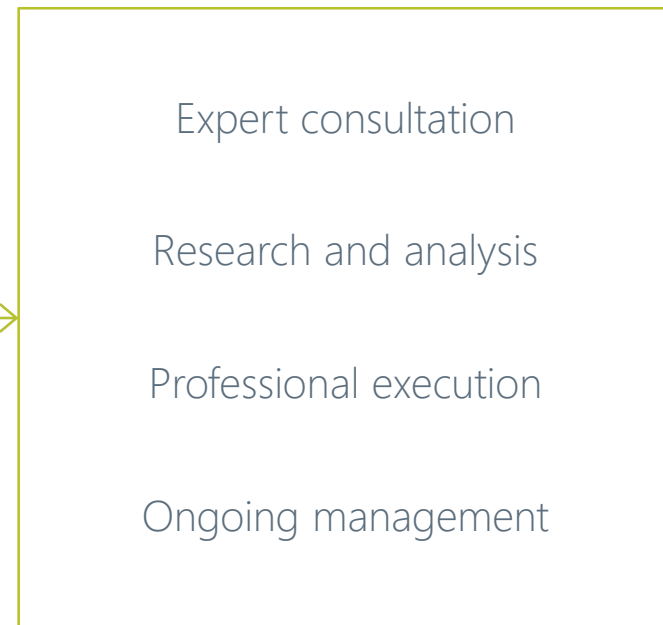 Expert consultation
Research and analysis
Professional execution
Ongoing management